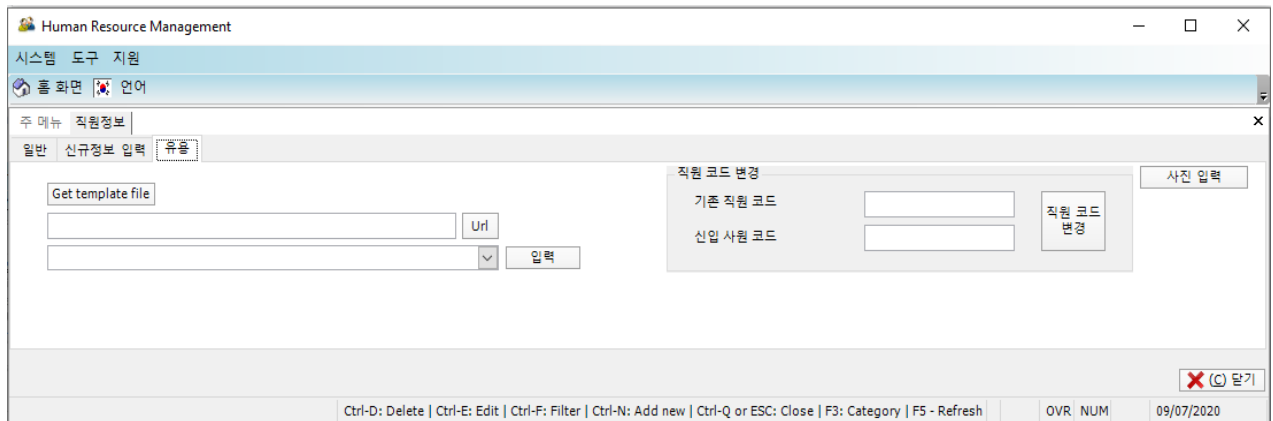 Human Resource Management
시스템 도구 지원
홈 화면 언어
주 메뉴 직원정보
일반 신규정보 입력 유용
Get template file
Url
입력
직원 코드 변경
기존 직원 코드
신입 사원 코드
직원 코드
변경
사진 입력
(C) 닫기
Ctrl-D: Delete | Ctrl-E: Edit | Ctrl-F: Filter | Ctrl-N: Add new | Ctrl-Q or ESC: Close | F3: Category | F5 - Refresh OVR NUM 09/07/2020